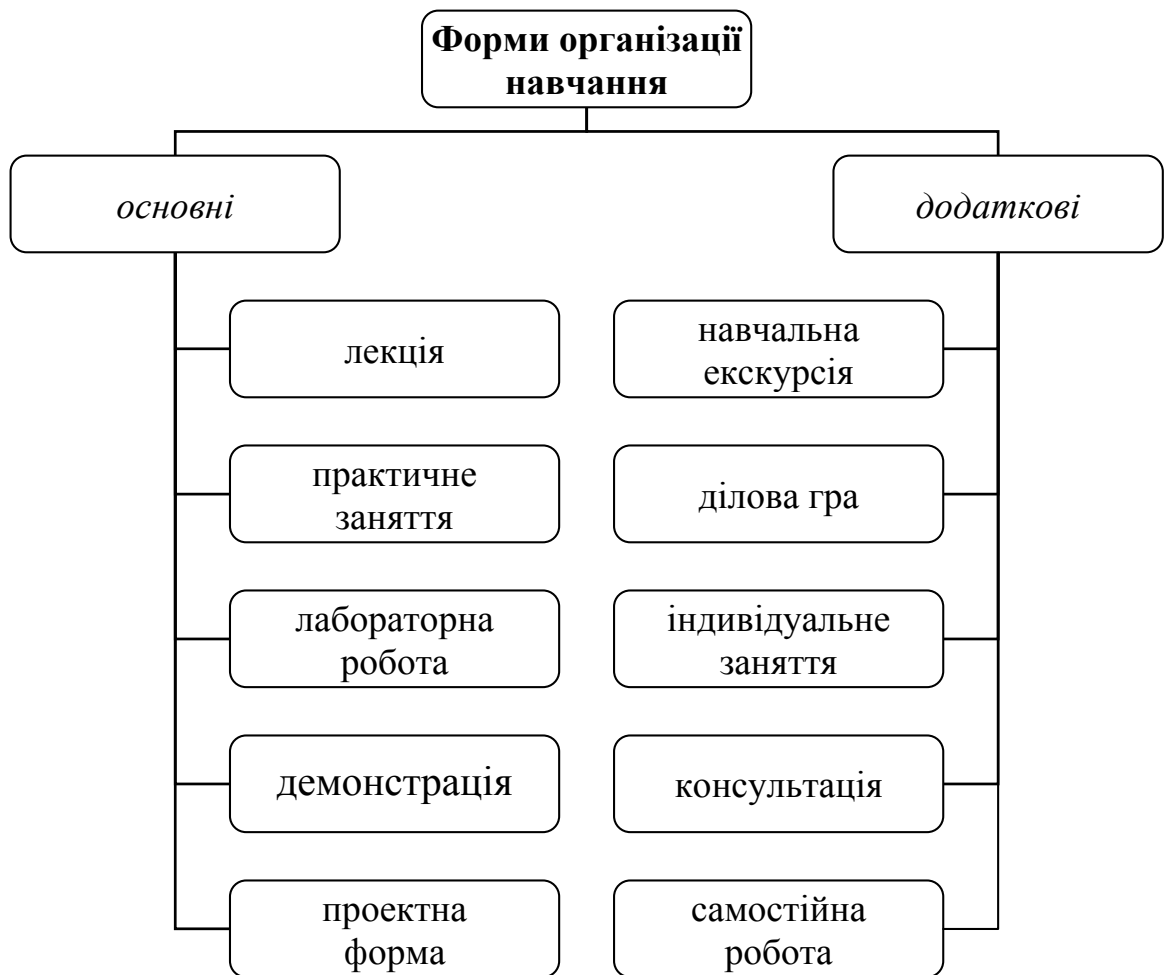 Форми організації
навчання
основні
додаткові
лекція
навчальна
екскурсія
практичне
заняття
ділова гра
лабораторна
робота
індивідуальне
заняття
демонстрація
консультація
проектна
форма
самостійна
робота